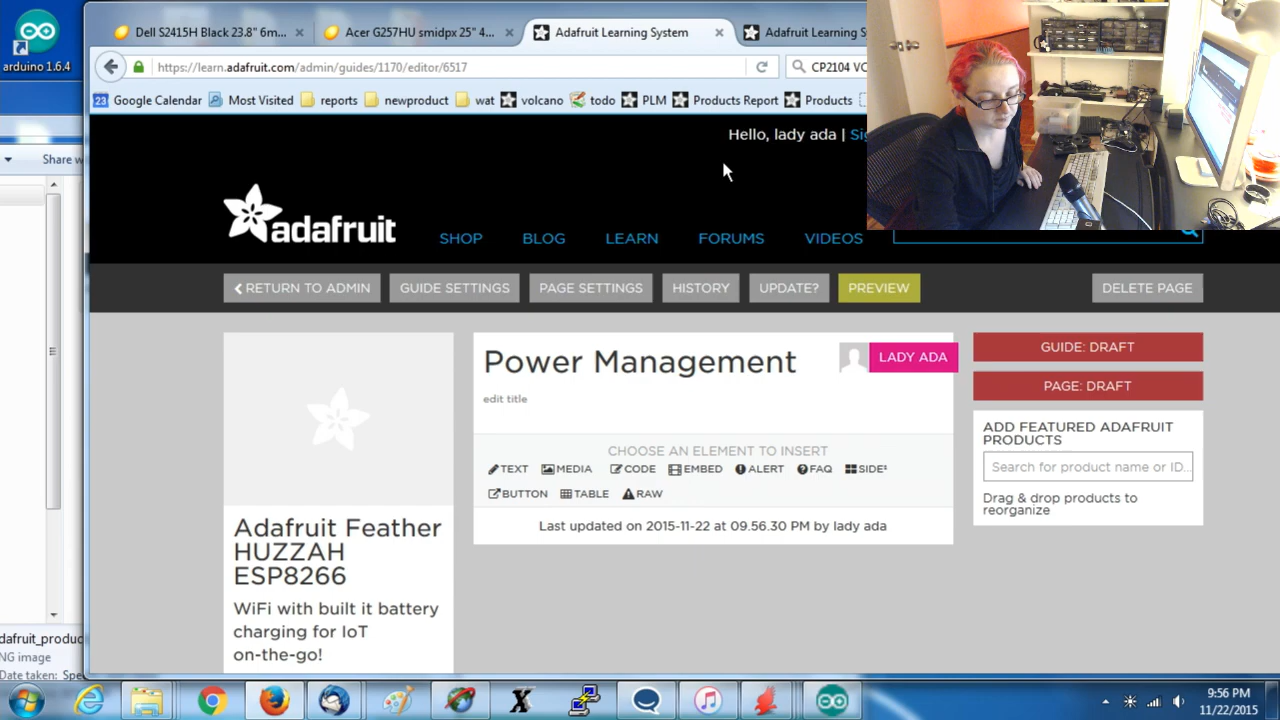 Dell S2415H Black 23.8" 6m...
Acer G257HU smidpx 25" 4...
Adafruit Learning System
Adafruit Learning S
arduino 1.6.4
https://learn.adafruit.com/admin/guides/1170/editor/6517
CP2104 VC
Google Calendar
Most Visited
reports
newproduct
wat
volcano
todo
PLM
Products Report
Products
Share w
Hello, lady ada | Sig
adafruit
SHOP
BLOG
LEARN
FORUMS
VIDEOS
RETURN TO ADMIN
GUIDE SETTINGS
PAGE SETTINGS
HISTORY
UPDATE?
PREVIEW
DELETE PAGE
Power Management
LADY ADA
edit title
CHOOSE AN ELEMENT TO INSERT
TEXT
MEDIA
CODE
EMBED
ALERT
FAQ
BUTTON
TABLE
RAW
Last updated on 2015-11-22 at 09.56.30 PM by lady ada
GUIDE: DRAFT
PAGE: DRAFT
ADD FEATURED ADAFRUIT
PRODUCTS
Search for product name or ID...
Drag & drop products to
reorganize
Adafruit Feather
HUZZAH
ESP8266
WiFi with built it battery
charging for IoT
on-the-go!
dafruit_produc
NG image
Date taken: Spe
9:56 PM
11/22/2015